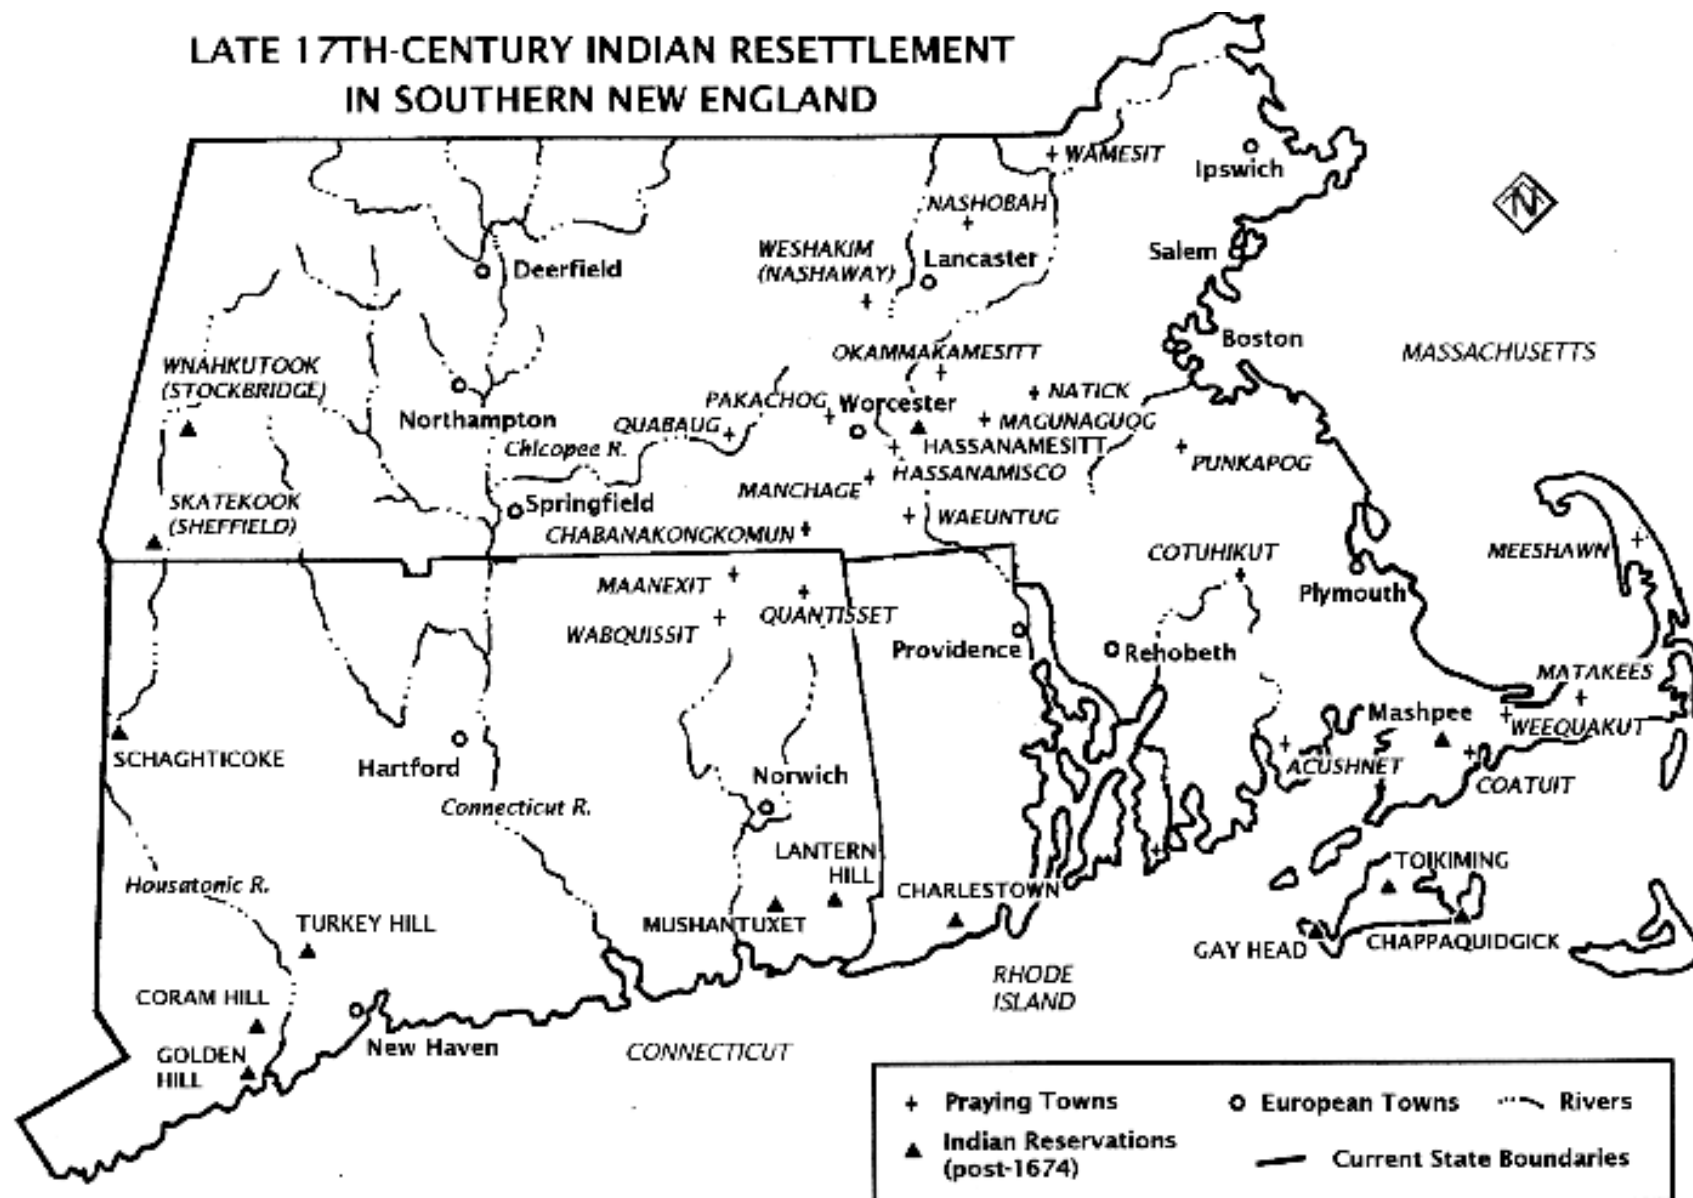 LATE 17TH-CENTURY INDIAN RESETTLEMENT
IN SOUTHERN NEW ENGLAND
WAMESIT
Ipswich
NASHOBAH
N
WESHAKIM
(NASHAWAY)
Lancaster
Salem
Deerfield
Boston
MASSACHUSETTS
OKAMMAKAMESITT
WNAHKUTOOK
(STOCKBRIDGE)
NATICK
PAKACHOG
Worcester
Northampton
QUABAUG
MAGUNAGUOG
Chicopee R.
HASSANAMESITT
PUNKAPOG
HASSANAMISCO
MANCHAGE
SKATEKOOK
(SHEFFIELD)
Springfield
WAEUNTUG
CHABANAKONGKOMUN
COTUHIKUT
MEESHAWN
MAANEXIT
Plymouth
QUANTISSET
WABQUISSIT
Providence
Rehobeth
MATAKEES
Mashpee
WEEQUAKUT
SCHAGHTICOKE
Hartford
Norwich
ACUSHNET
COATUIT
Connecticut R.
LANTERN
HILL
TOIKIMING
Housatonic R.
CHARLESTOWN
TURKEY HILL
MUSHANTUXET
GAY HEAD
CHAPPAQUIDGICK
RHODE
ISLAND
CORAM HILL
New Haven
CONNECTICUT
GOLDEN
HILL
Praying Towns
European Towns
Rivers
Indian Reservations
(post-1674)
Current State Boundaries